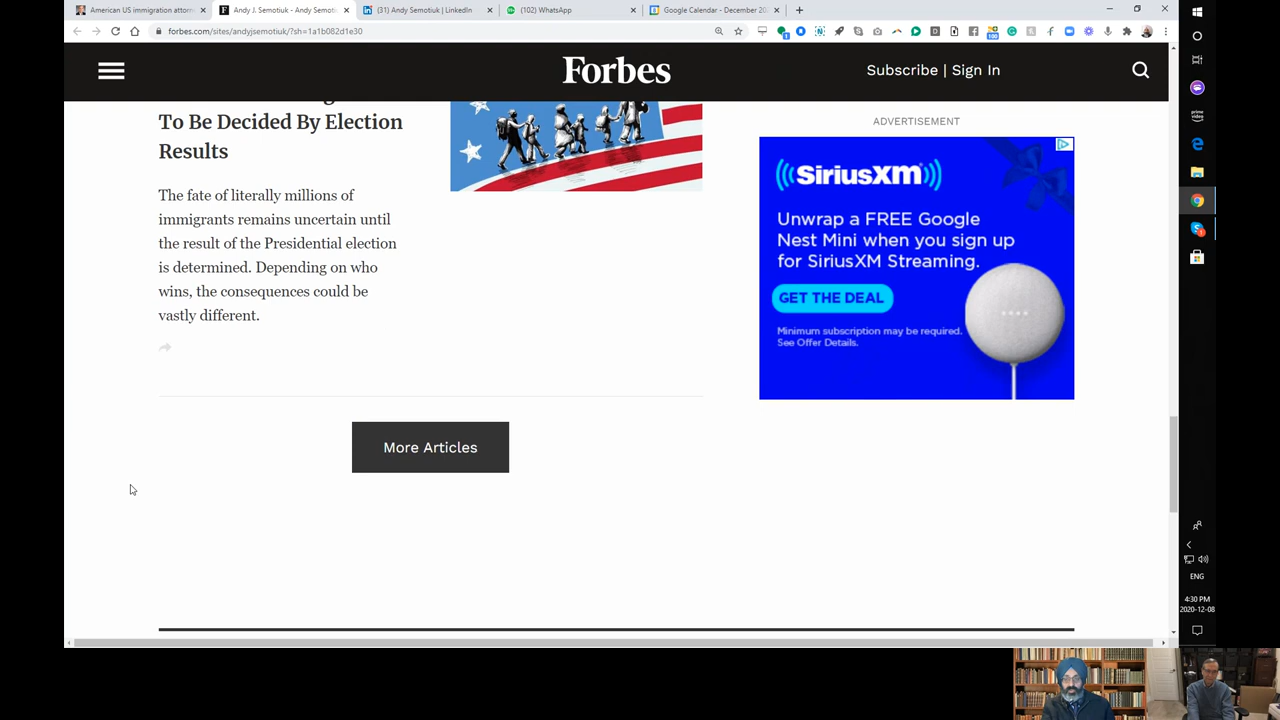 American US immigration attorn
Andy J. Semotiuk - Andy Semoti
(31) Andy Semotiuk | LinkedIn
(102) WhatsApp
Google Calendar - December 20
forbes.com/sites/andyjsemotiuk/?sh=1a1b082d1e30
Forbes
Subscribe | Sign In
To Be Decided By Election
Results
The fate of literally millions of
immigrants remains uncertain until
the result of the Presidential election
is determined. Depending on who
wins, the consequences could be
vastly different.
More Articles
ADVERTISEMENT
SiriusXM
Unwrap a FREE Google
Nest Mini when you sign up
for SiriusXM Streaming.
GET THE DEAL
Minimum subscription may be required.
See Offer Details.
prime video
ENG
4:30 PM
2020-12-08